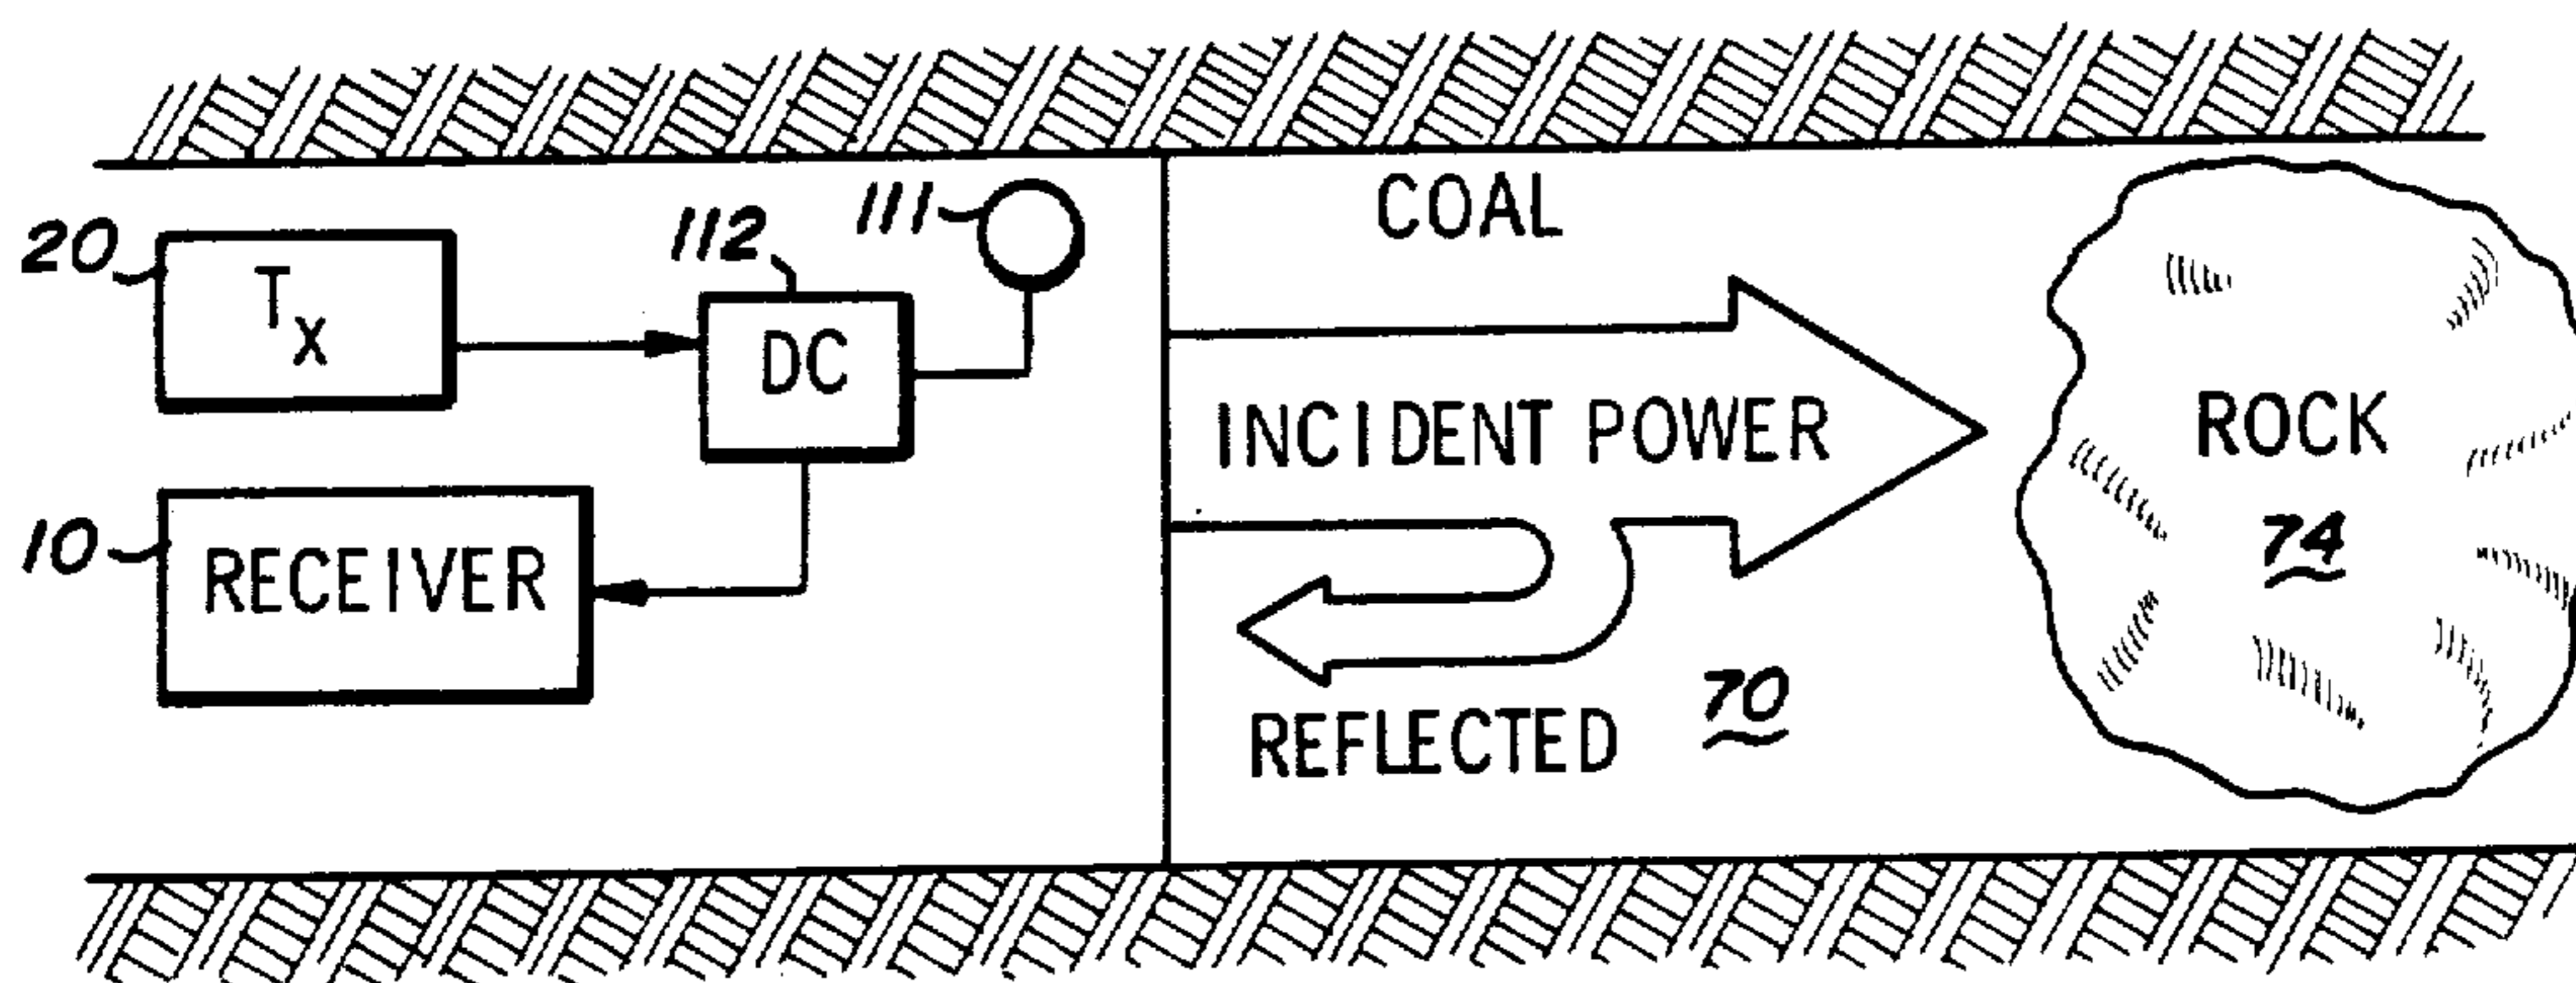 20
Tx
112
DC
111
10
RECEIVER
COAL
INCIDENT POWER
REFLECTED
70
ROCK
74